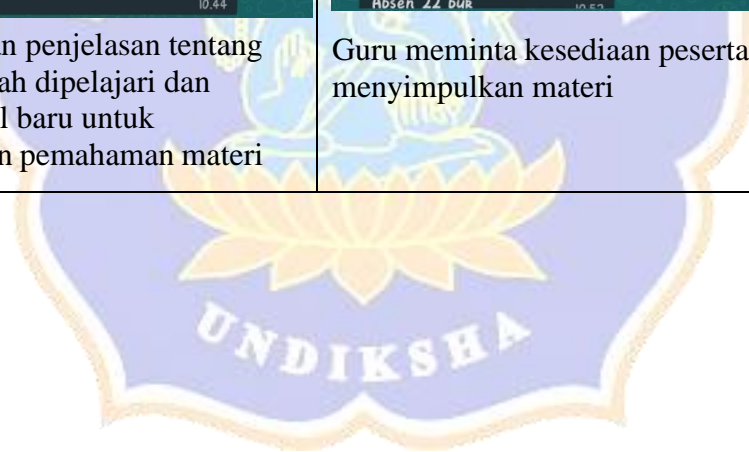 10.44
an penjelasan tentang
ah dipelajari dan
l baru untuk
n pemahaman materi
Absen 22 buk
10.52
Guru meminta kesediaan peserta
menyimpulkan materi
UNDIKSHA